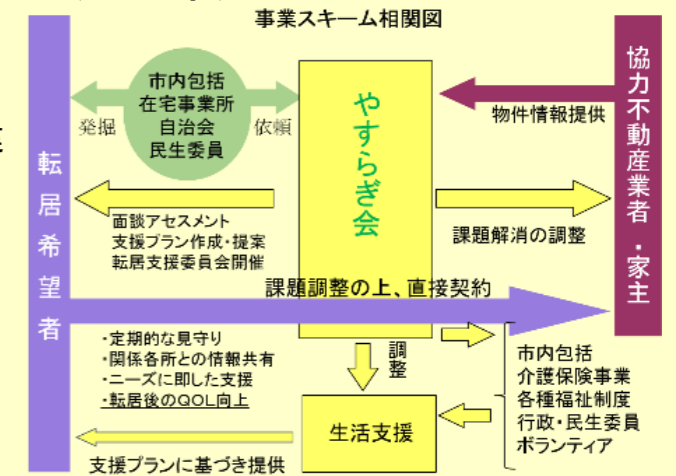 事業スキーム相関図
市内包括
在宅事業所
自治会
民生委員
発掘
依頼
やすらぎ会
協力不動産業者・家主
物件情報提供
転居希望者
面談アセスメント
支援プラン作成・提案
転居支援委員会開催
課題解消の調整
課題調整の上、直接契約
・定期的な見守り
・関係各所との情報共有
・ニーズに即した支援
・転居後のQOL向上
調整
市内包括
介護保険事業
各種福祉制度
行政・民生委員
ボランティア
生活支援
支援プランに基づき提供